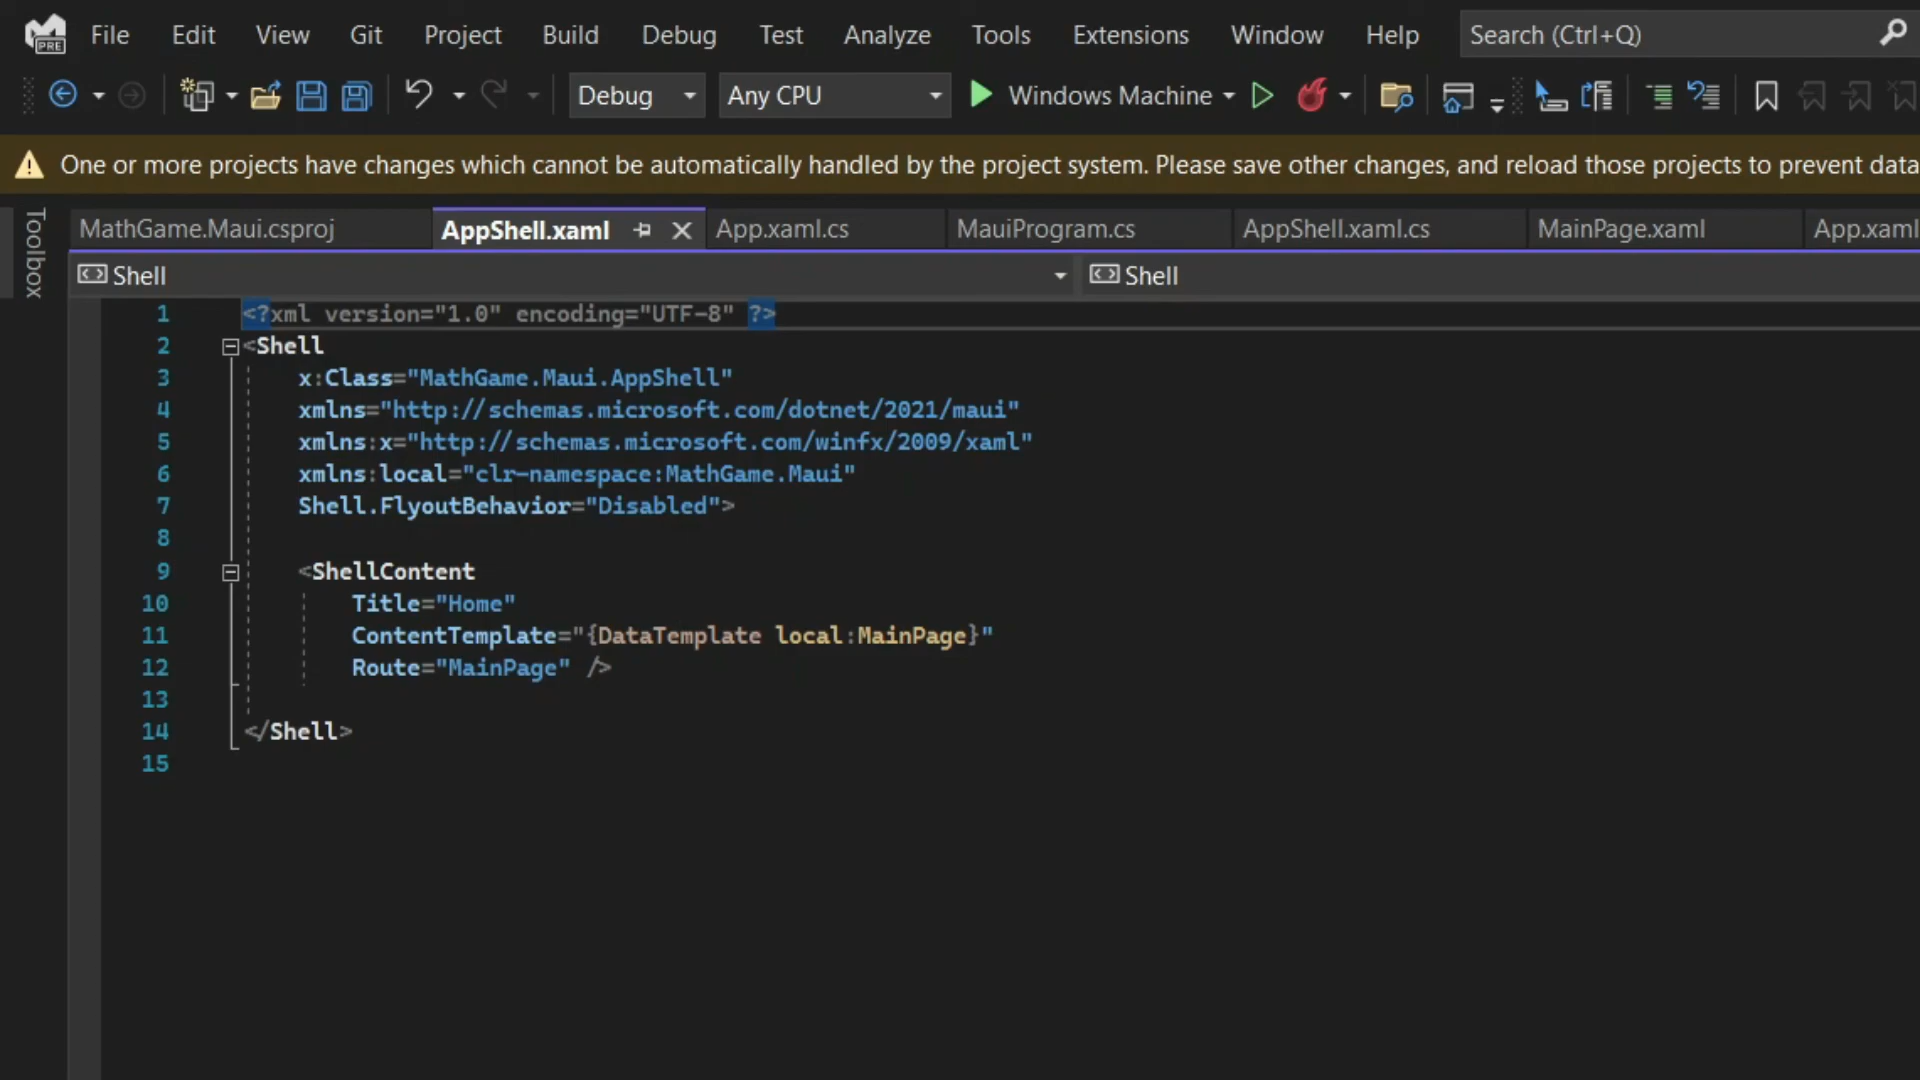 PRE File Edit View Git Project Build Debug Test Analyze Tools Extensions Window Help Search (Ctrl+Q)
Debug Any CPU Windows Machine
One or more projects have changes which cannot be automatically handled by the project system. Please save other changes, and reload those projects to prevent data
Toolbox
MathGame.Maui.csproj AppShell.xaml App.xaml.cs MauiProgram.cs AppShell.xaml.cs MainPage.xaml App.xaml
Shell Shell
1 <?xml version="1.0" encoding="UTF-8" ?>
2 <Shell
3 x:Class="MathGame.Maui.AppShell"
4 xmlns="http://schemas.microsoft.com/dotnet/2021/maui"
5 xmlns:x="http://schemas.microsoft.com/winfx/2009/xaml"
6 xmlns:local="clr-namespace:MathGame.Maui"
7 Shell.FlyoutBehavior="Disabled">
8
9 <ShellContent
10 Title="Home"
11 ContentTemplate="{DataTemplate local:MainPage}"
12 Route="MainPage" />
13
14 </Shell>
15